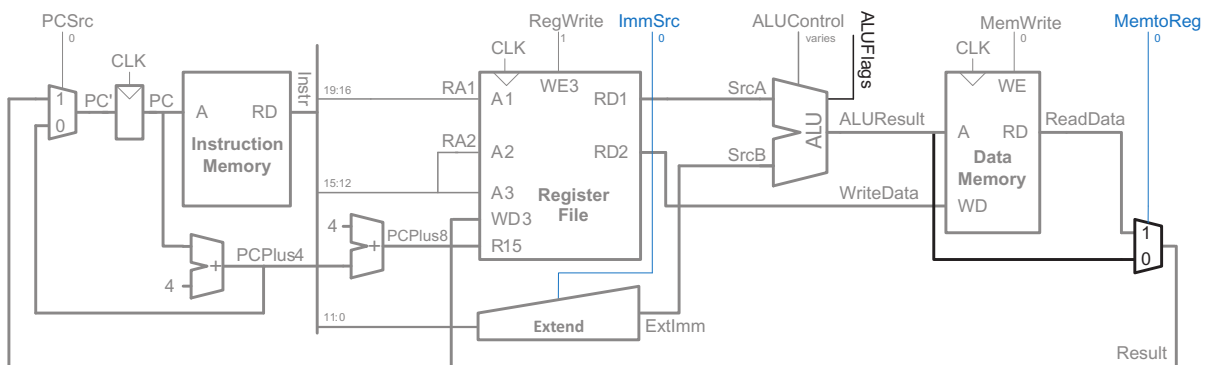 PCSrc
0
RegWrite
1
ImmSrc
0
ALUControl
varies
ALUFlags
MemWrite
0
MemtoReg
0
CLK
CLK
CLK
1
0
PC'
PC
A
RD
Instruction
Memory
Instr
19:16
RA1
A1
WE3
RD1
SrcA
RA2
A2
RD2
SrcB
ALU
ALUResult
A
WE
RD
ReadData
Data
Memory
WD
WriteData
15:12
A3
Register
File
WD3
R15
4
+
PCPlus8
4
+
PCPlus4
1
0
11:0
Extend
ExtImm
Result